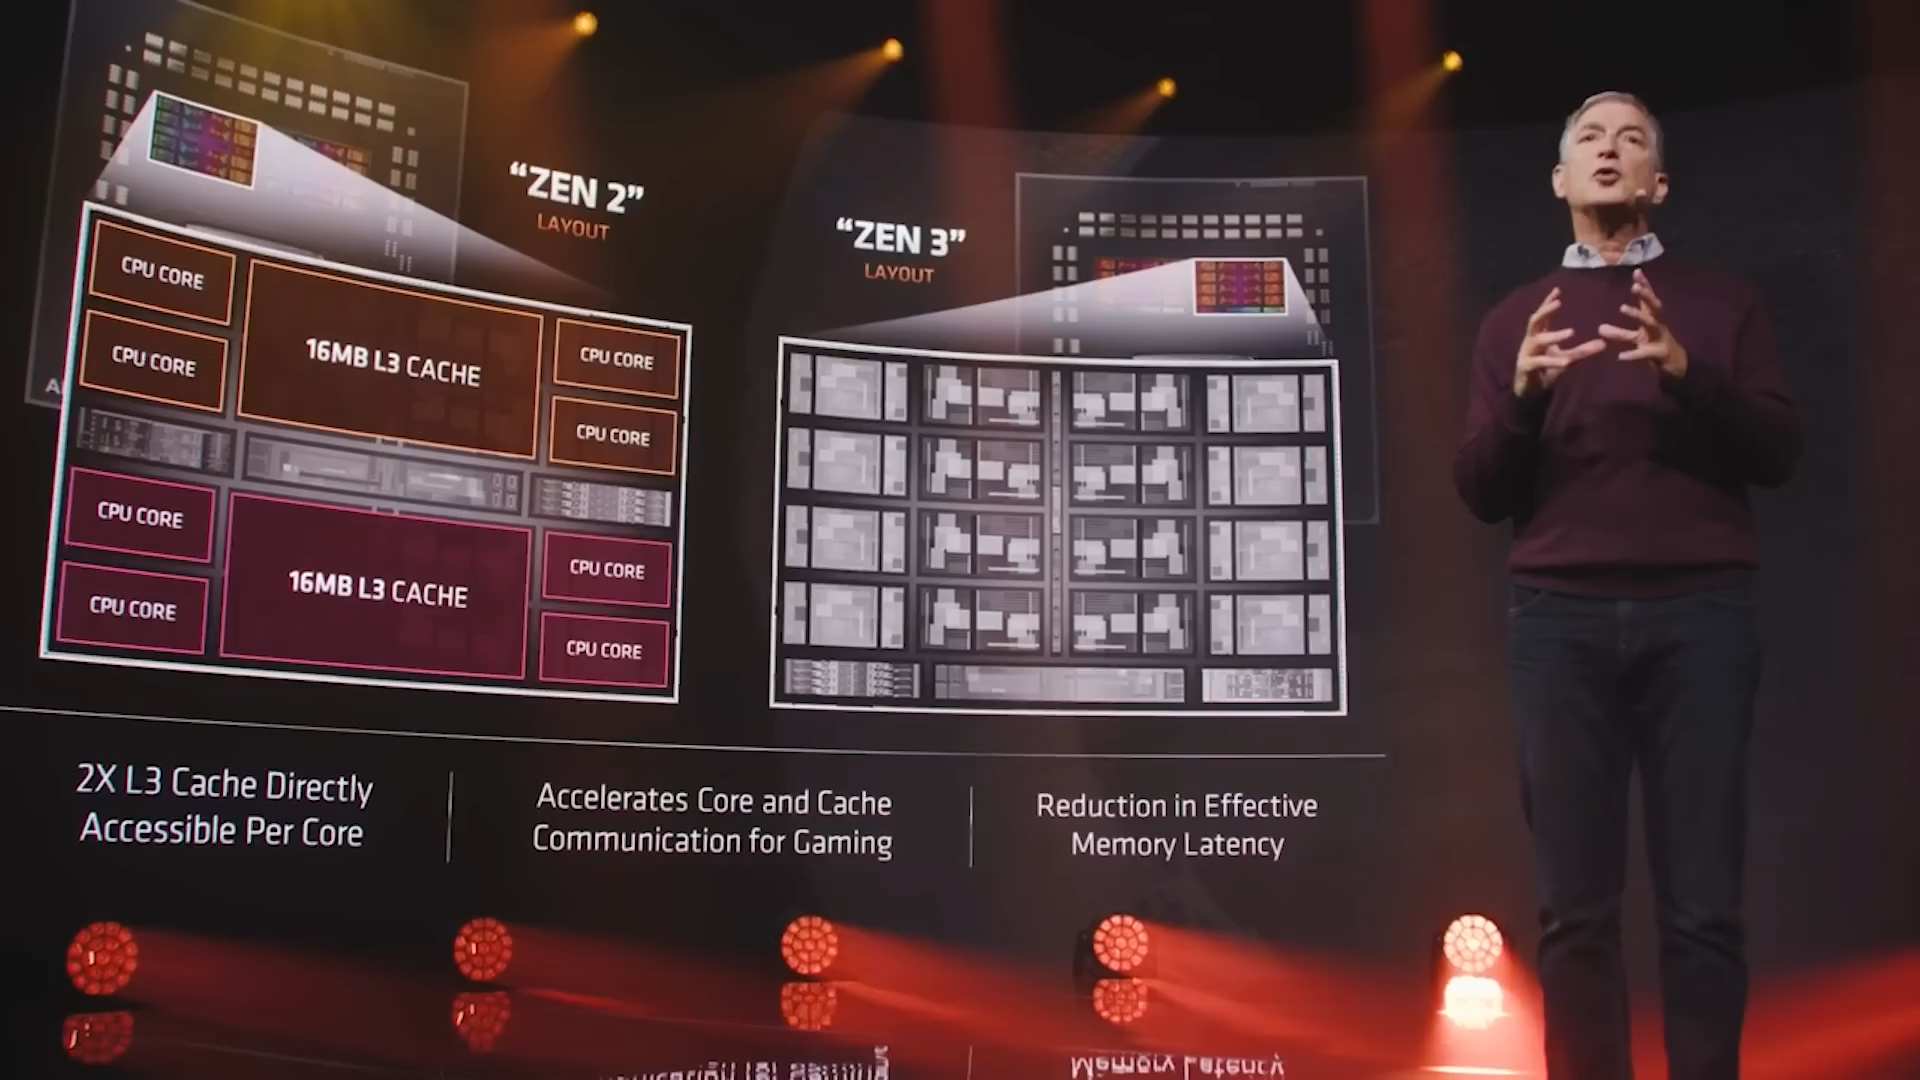 “ZEN 2”
LAYOUT
CPU CORE
CPU CORE
16MB L3 CACHE
CPU CORE
CPU CORE
CPU CORE
CPU CORE
16MB L3 CACHE
CPU CORE
CPU CORE
“ZEN 3”
LAYOUT
2X L3 Cache Directly
Accessible Per Core
Accelerates Core and Cache
Communication for Gaming
Reduction in Effective
Memory Latency